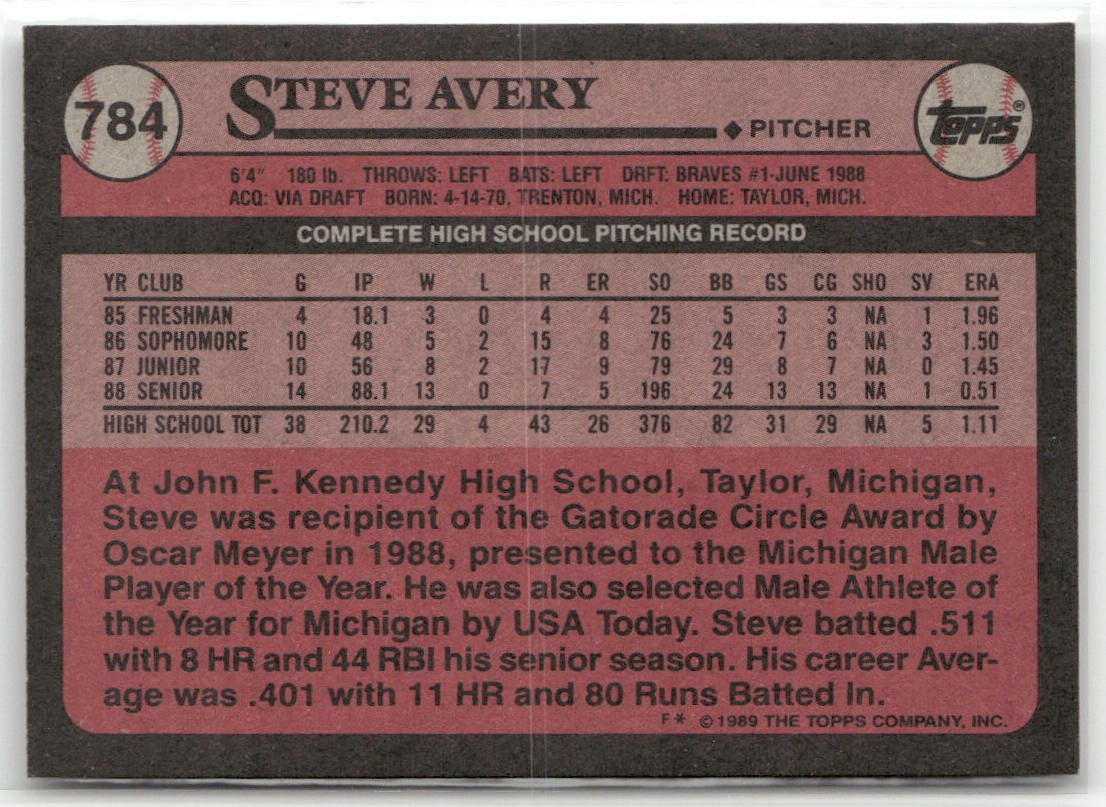 784
STEVE AVERY
PITCHER
TOPPS®
6'4" 180 lb. THROWS: LEFT BATS: LEFT DRFT: BRAVES #1-JUNE 1988
ACQ: VIA DRAFT BORN: 4-14-70, TRENTON, MICH. HOME: TAYLOR, MICH.
COMPLETE HIGH SCHOOL PITCHING RECORD
YR CLUB G IP W L R ER SO BB GS CG SHO SV ERA
85 FRESHMAN 4 18.1 3 0 4 4 25 5 3 3 NA 1 1.96
86 SOPHOMORE 10 48 5 2 15 8 76 24 7 6 NA 3 1.50
87 JUNIOR 10 56 8 2 17 9 79 29 8 7 NA 0 1.45
88 SENIOR 14 88.1 13 0 7 5 196 24 13 13 NA 1 0.51
HIGH SCHOOL TOT 38 210.2 29 4 43 26 376 82 31 29 NA 5 1.11
At John F. Kennedy High School, Taylor, Michigan,
Steve was recipient of the Gatorade Circle Award by
Oscar Meyer in 1988, presented to the Michigan Male
Player of the Year. He was also selected Male Athlete of
the Year for Michigan by USA Today. Steve batted .511
with 8 HR and 44 RBI his senior season. His career Aver-
age was .401 with 11 HR and 80 Runs Batted In.
F* ©1989 THE TOPPS COMPANY, INC.